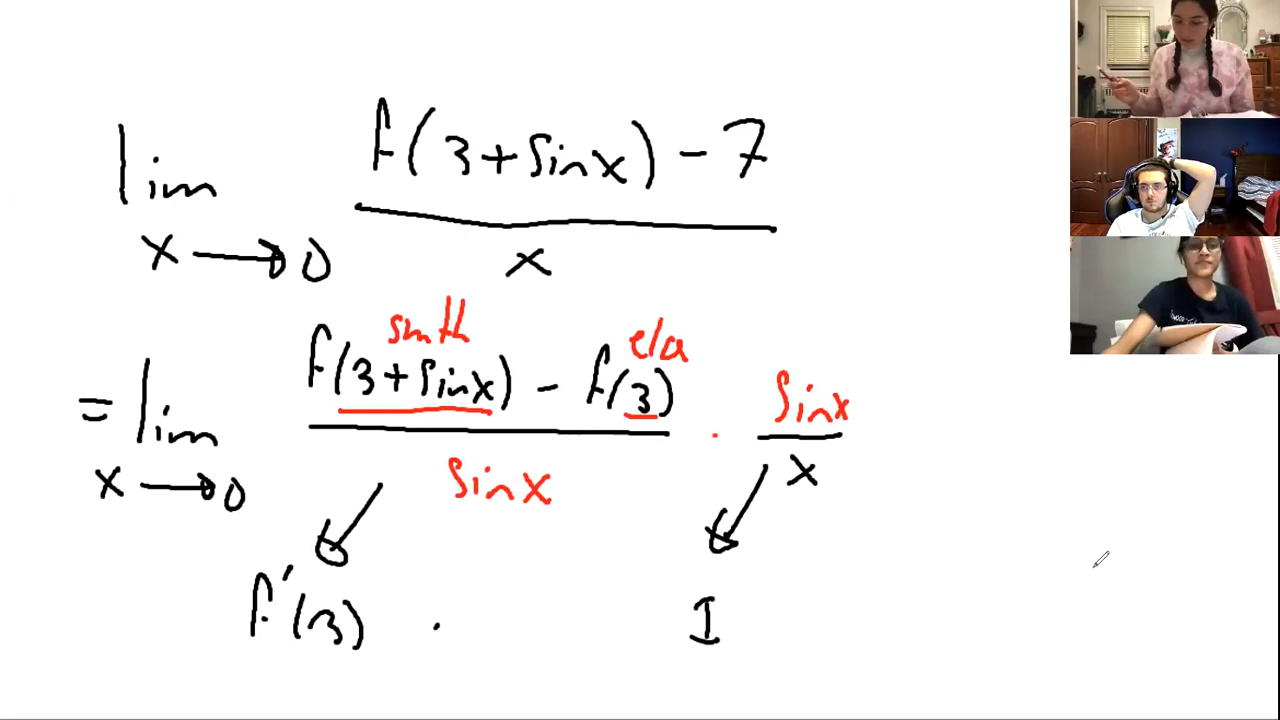 lim f(3+sinx) - 7
x → 0 x
smth e/a
= lim f(3+sinx) - f(3) · sinx
x → 0 sinx x
f'(3) · 1